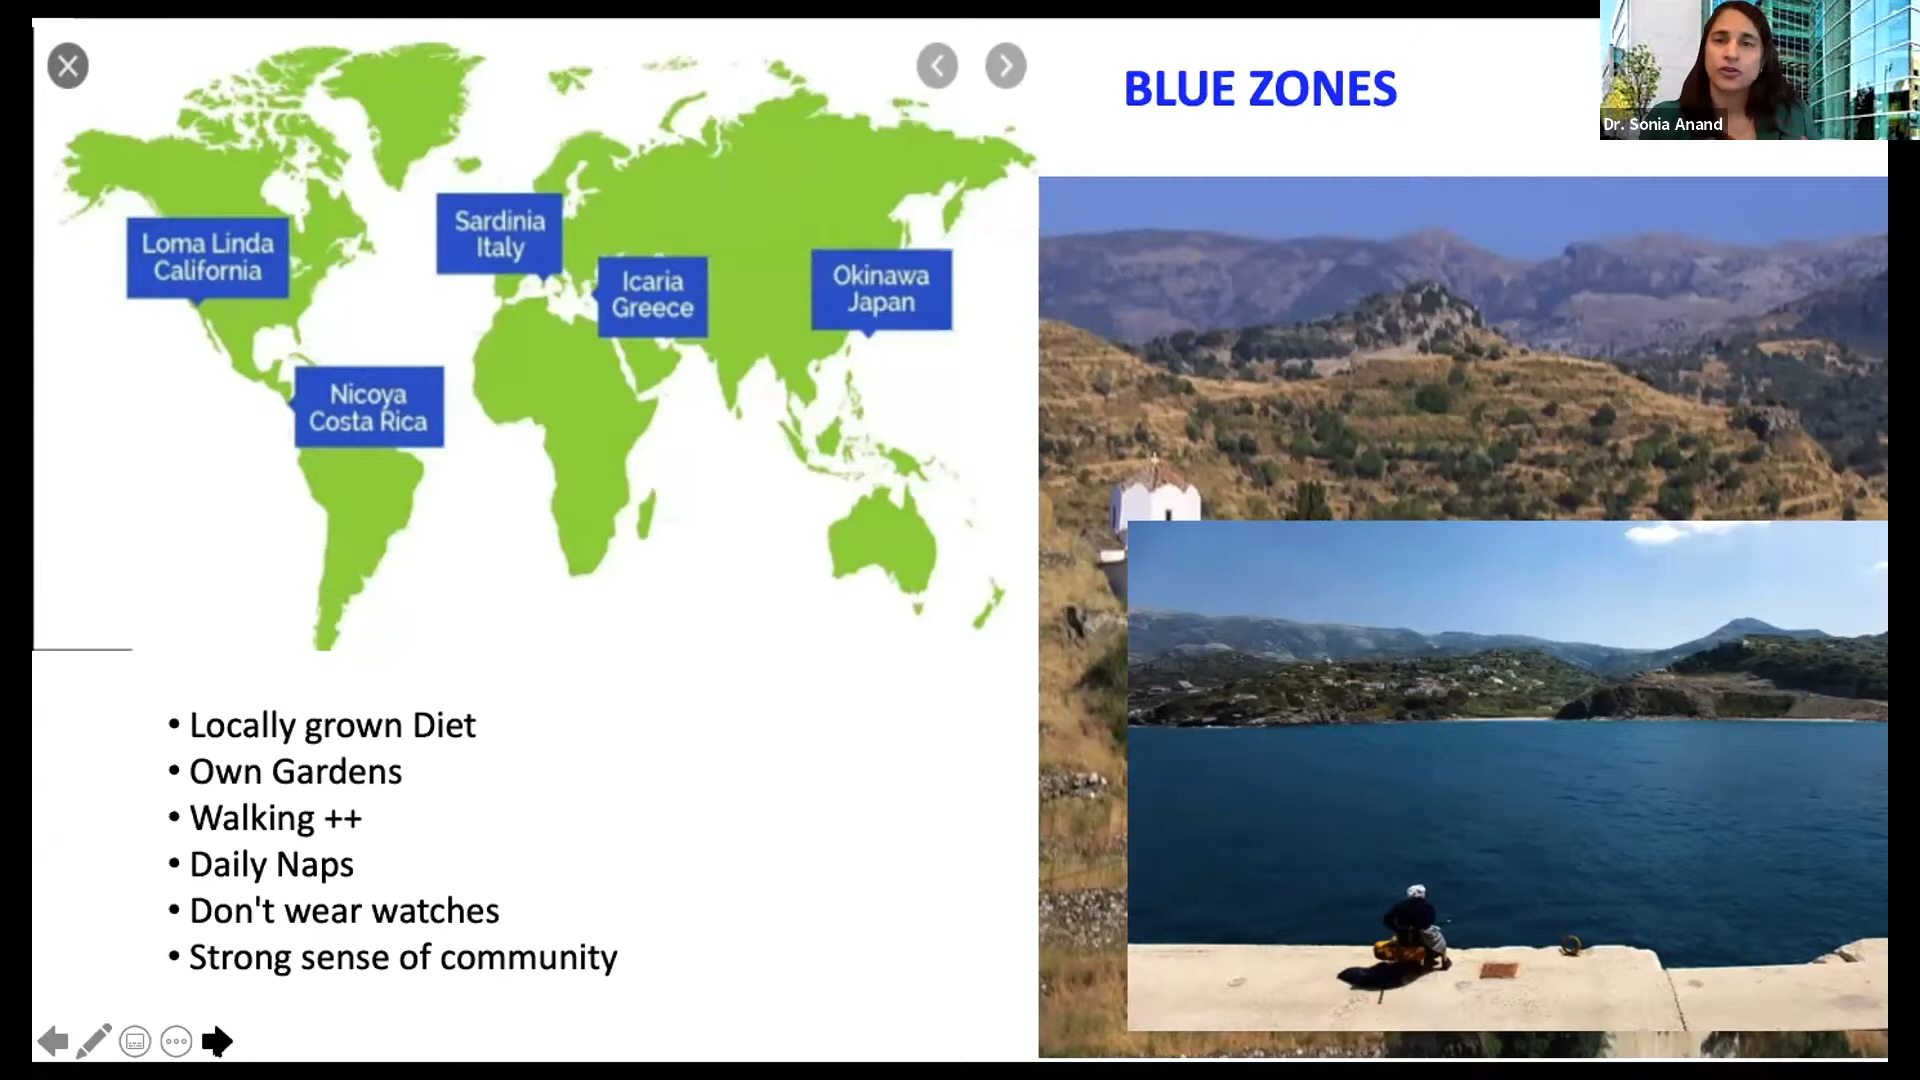 BLUE ZONES
Dr. Sonia Anand
Loma Linda
California
Sardinia
Italy
Icaria
Greece
Okinawa
Japan
Nicoya
Costa Rica
• Locally grown Diet
• Own Gardens
• Walking ++
• Daily Naps
• Don't wear watches
• Strong sense of community